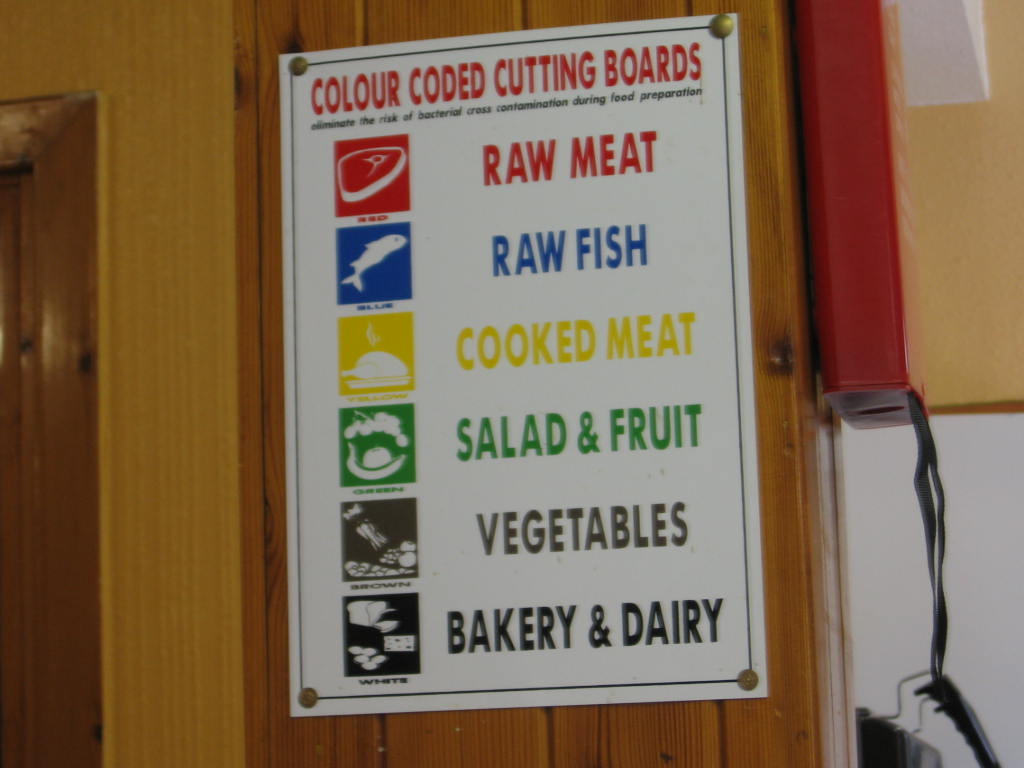 COLOUR CODED CUTTING BOARDS
eliminate the risk of bacterial cross contamination during food preparation
RAW MEAT
RED
RAW FISH
BLUE
COOKED MEAT
YELLOW
SALAD & FRUIT
GREEN
VEGETABLES
BROWN
BAKERY & DAIRY
WHITE